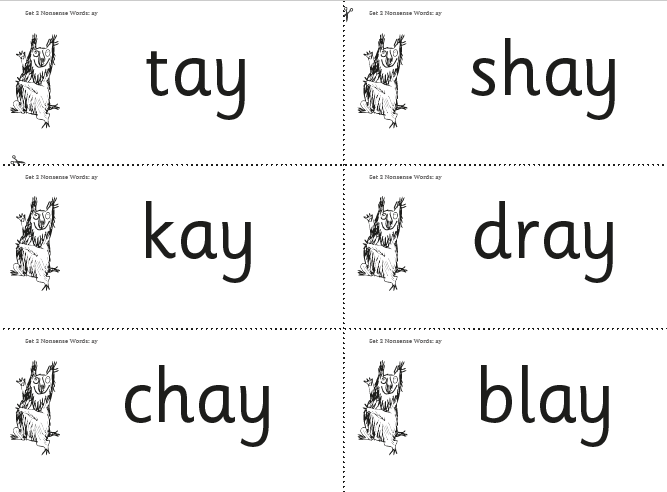 Set 2 Nonsense Words: ay
tay
Set 2 Nonsense Words: ay
shay
Set 2 Nonsense Words: ay
kay
Set 2 Nonsense Words: ay
dray
Set 2 Nonsense Words: ay
chay
Set 2 Nonsense Words: ay
blay